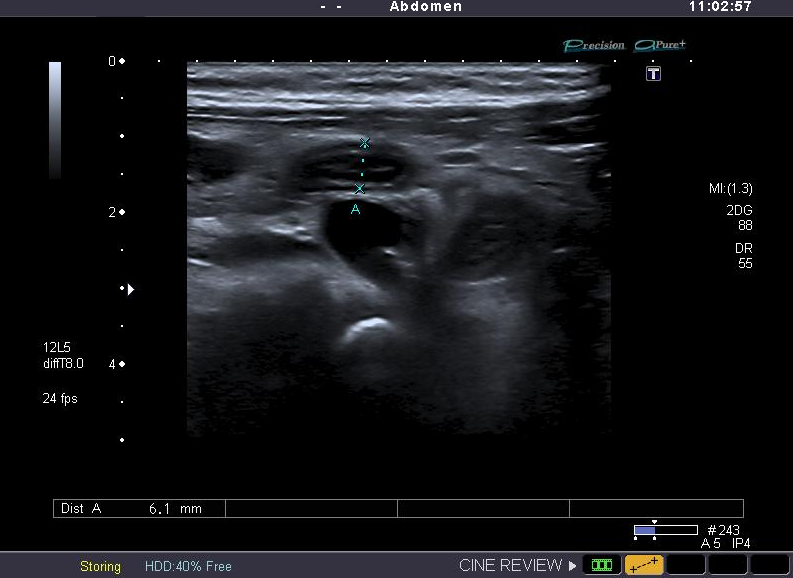 - - Abdomen 11:02:57
Precision APure+
T
0
2
4
A
MI:(1.3)
2DG
88
DR
55
12L5
diffT8.0
24 fps
Dist A 6.1 mm
#243
A 5 IP4
Storing HDD:40% Free CINE REVIEW